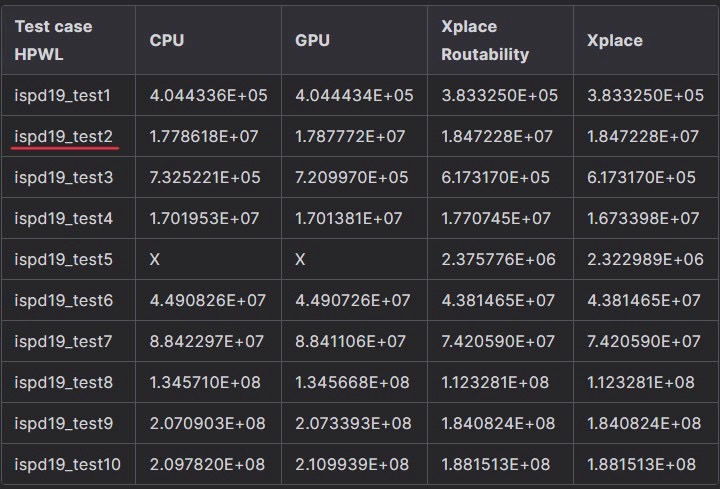 Test case HPWL CPU GPU Xplace Routability Xplace
ispd19_test1 4.044336E+05 4.044434E+05 3.833250E+05 3.833250E+05
ispd19_test2 1.778618E+07 1.787772E+07 1.847228E+07 1.847228E+07
ispd19_test3 7.325221E+05 7.209970E+05 6.173170E+05 6.173170E+05
ispd19_test4 1.701953E+07 1.701381E+07 1.770745E+07 1.673398E+07
ispd19_test5 X X 2.375776E+06 2.322989E+06
ispd19_test6 4.490826E+07 4.490726E+07 4.381465E+07 4.381465E+07
ispd19_test7 8.842297E+07 8.841106E+07 7.420590E+07 7.420590E+07
ispd19_test8 1.345710E+08 1.345668E+08 1.123281E+08 1.123281E+08
ispd19_test9 2.070903E+08 2.073393E+08 1.840824E+08 1.840824E+08
ispd19_test10 2.097820E+08 2.109939E+08 1.881513E+08 1.881513E+08